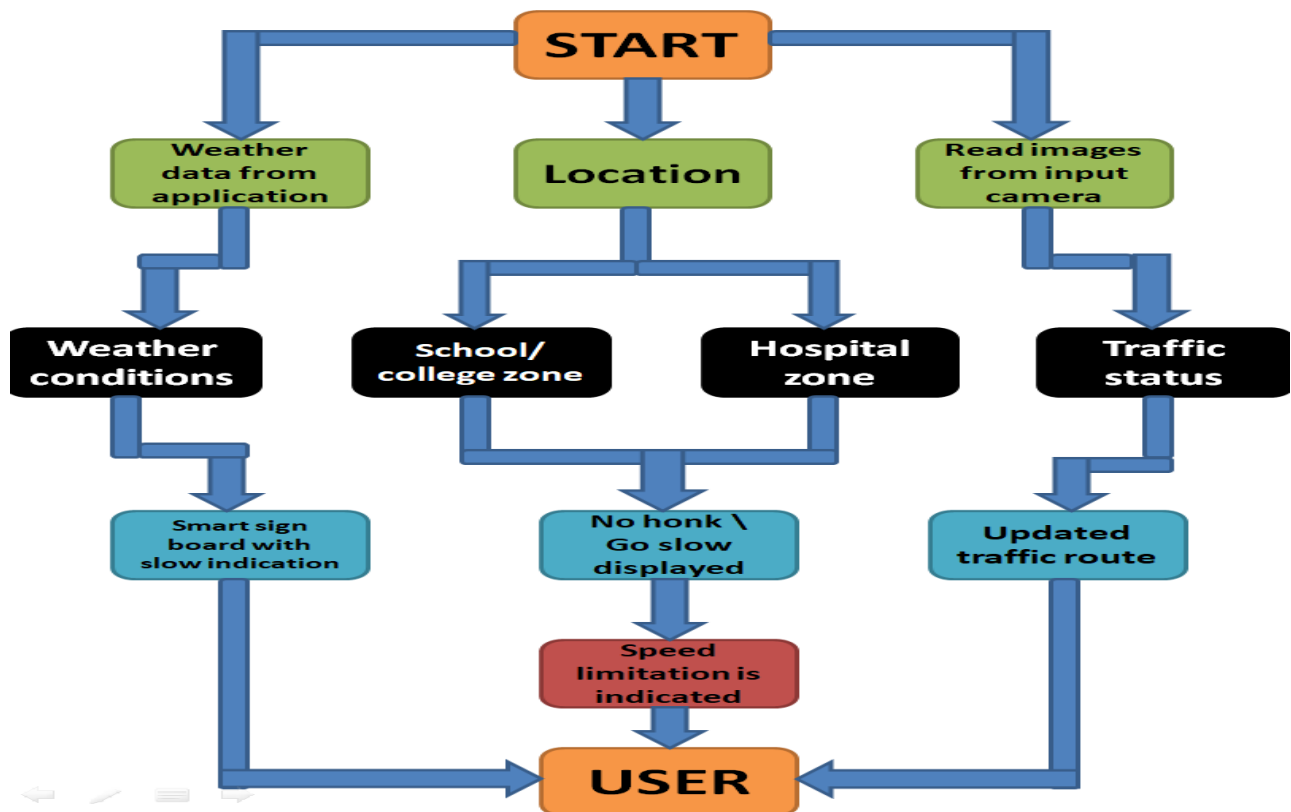 START
Weather
data from
application
Location
Read images
from input
camera
Weather
conditions
School/
college zone
Hospital
zone
Traffic
status
Smart sign
board with
slow indication
No honk \
Go slow
displayed
Updated
traffic route
Speed
limitation is
indicated
USER